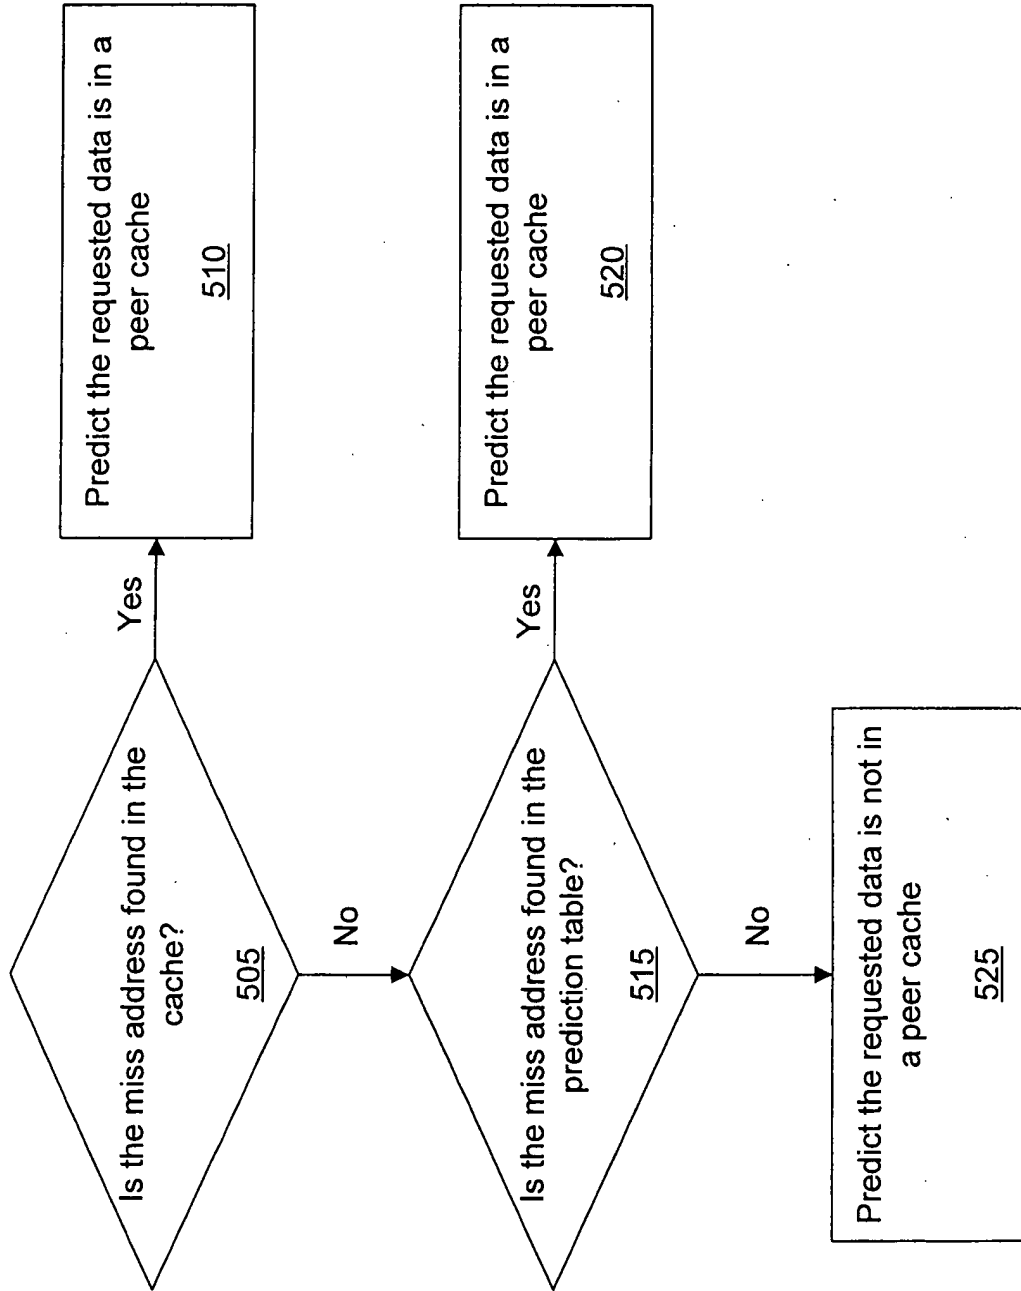 Is the miss address found in the
cache?
505
Yes
Predict the requested data is in a
peer cache
510
No
Is the miss address found in the
prediction table?
515
Yes
Predict the requested data is in a
peer cache
520
No
Predict the requested data is not in
a peer cache
525